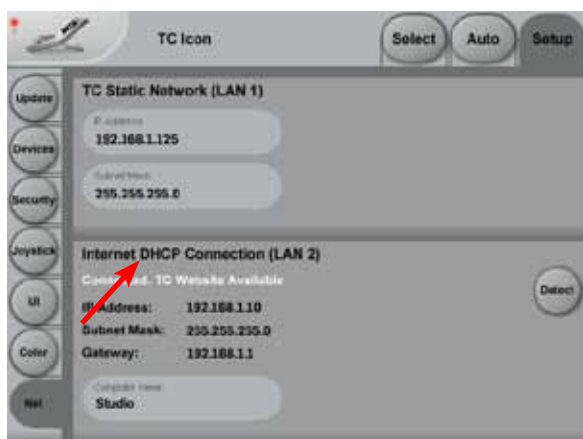 TC Icon
Select
Auto
Setup
Update
Devices
Security
Joystick
UI
Color
Net
TC Static Network (LAN 1)
IP Address
192.168.1.125
Subnet Mask
255.255.255.0
Internet DHCP Connection (LAN 2)
Connected. TC Website Available
IP Address: 192.168.1.10
Subnet Mask: 255.255.255.0
Gateway: 192.168.1.1
Computer name
Studio
Detect